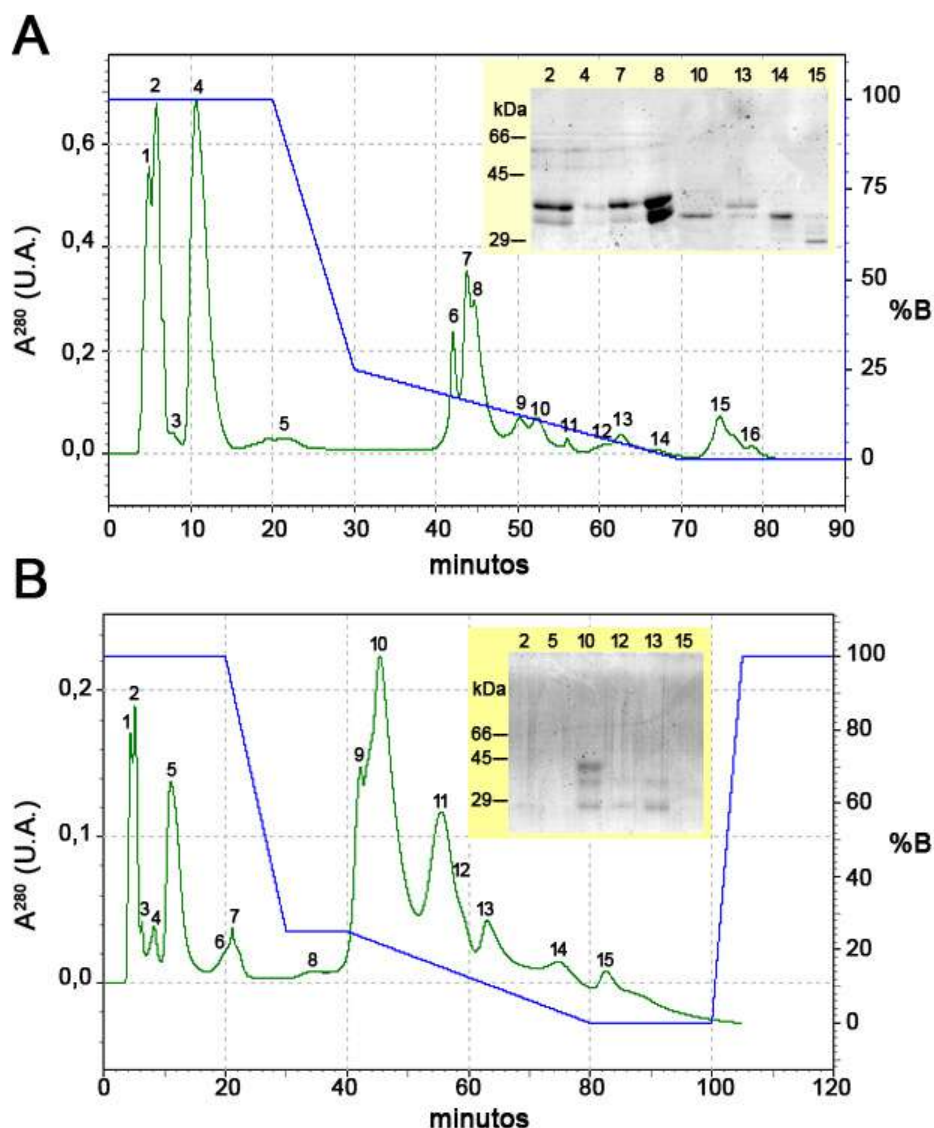 A
2 4 7 8 10 13 14 15
kDa
66
45
29
1 2 3 4 5 6 7 8 9 10 11 12 13 14 15 16
0,6
0,4
0,2
0,0
A280 (U.A.)
100
75
50
25
0
%B
0 10 20 30 40 50 60 70 80 90
minutos
B
2 5 10 12 13 15
kDa
66
45
29
1 2 3 4 5 6 7 8 9 10 11 12 13 14 15
0,2
0,1
0,0
A280 (U.A.)
100
80
60
40
20
0
%B
0 20 40 60 80 100 120
minutos